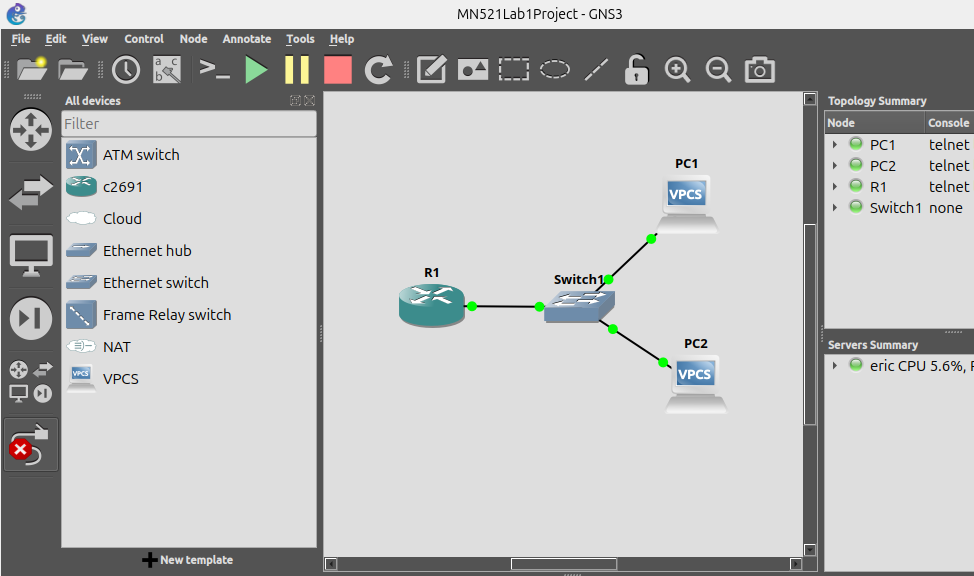 MN521Lab1Project - GNS3
File Edit View Control Node Annotate Tools Help
a c
b
All devices
Filter
ATM switch
c2691
Cloud
Ethernet hub
Ethernet switch
Frame Relay switch
NAT
VPCS
VPCS
New template
PC1
VPCS
R1
Switch1
PC2
VPCS
Topology Summary
Node Console
PC1 telnet
PC2 telnet
R1 telnet
Switch1 none
Servers Summary
eric CPU 5.6%,